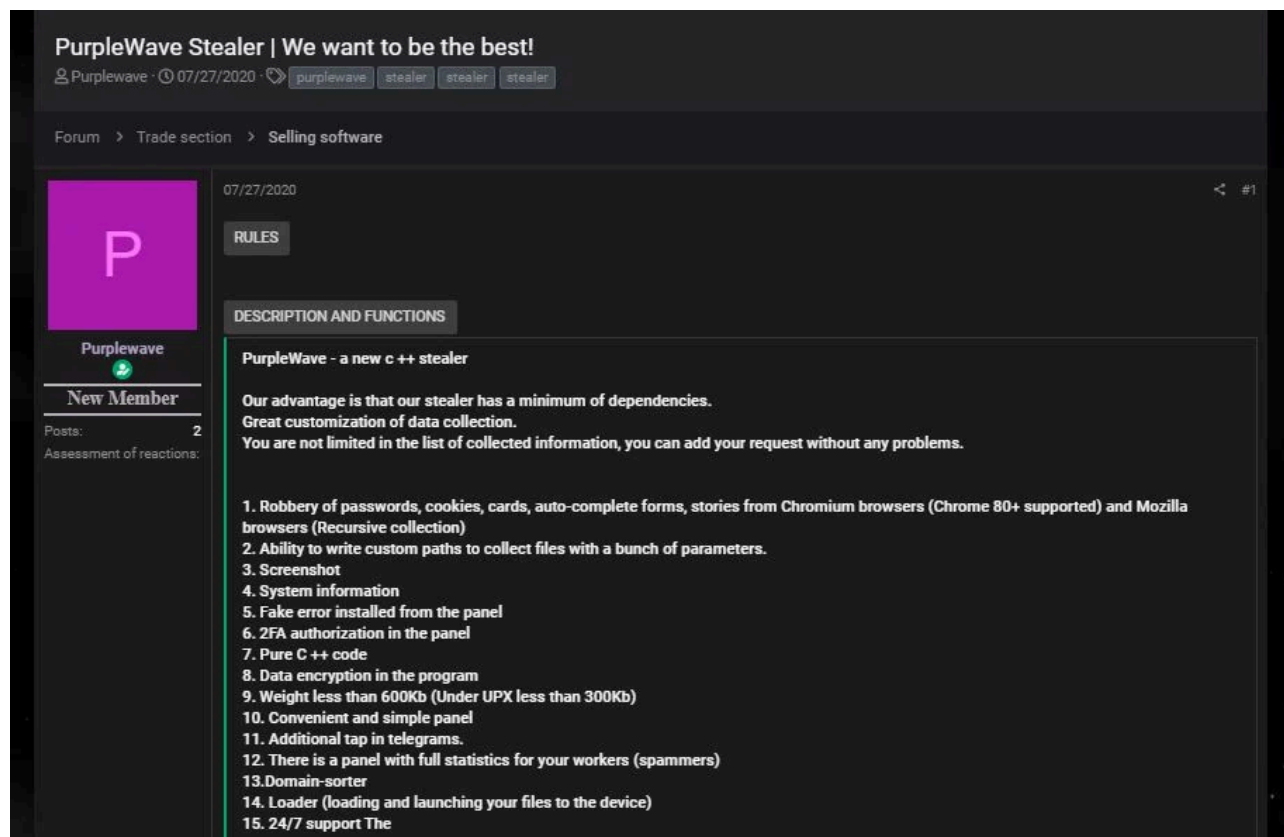 PurpleWave Stealer | We want to be the best!
Purplewave · 07/27/2020 · purplewave stealer stealer stealer
Forum > Trade section > Selling software
P
Purplewave
New Member
Posts: 2
Assessment of reactions:
07/27/2020 #1
RULES
DESCRIPTION AND FUNCTIONS
PurpleWave - a new c ++ stealer
Our advantage is that our stealer has a minimum of dependencies.
Great customization of data collection.
You are not limited in the list of collected information, you can add your request without any problems.
1. Robbery of passwords, cookies, cards, auto-complete forms, stories from Chromium browsers (Chrome 80+ supported) and Mozilla
browsers (Recursive collection)
2. Ability to write custom paths to collect files with a bunch of parameters.
3. Screenshot
4. System information
5. Fake error installed from the panel
6. 2FA authorization in the panel
7. Pure C ++ code
8. Data encryption in the program
9. Weight less than 600Kb (Under UPX less than 300Kb)
10. Convenient and simple panel
11. Additional tap in telegrams.
12. There is a panel with full statistics for your workers (spammers)
13.Domain-sorter
14. Loader (loading and launching your files to the device)
15. 24/7 support The